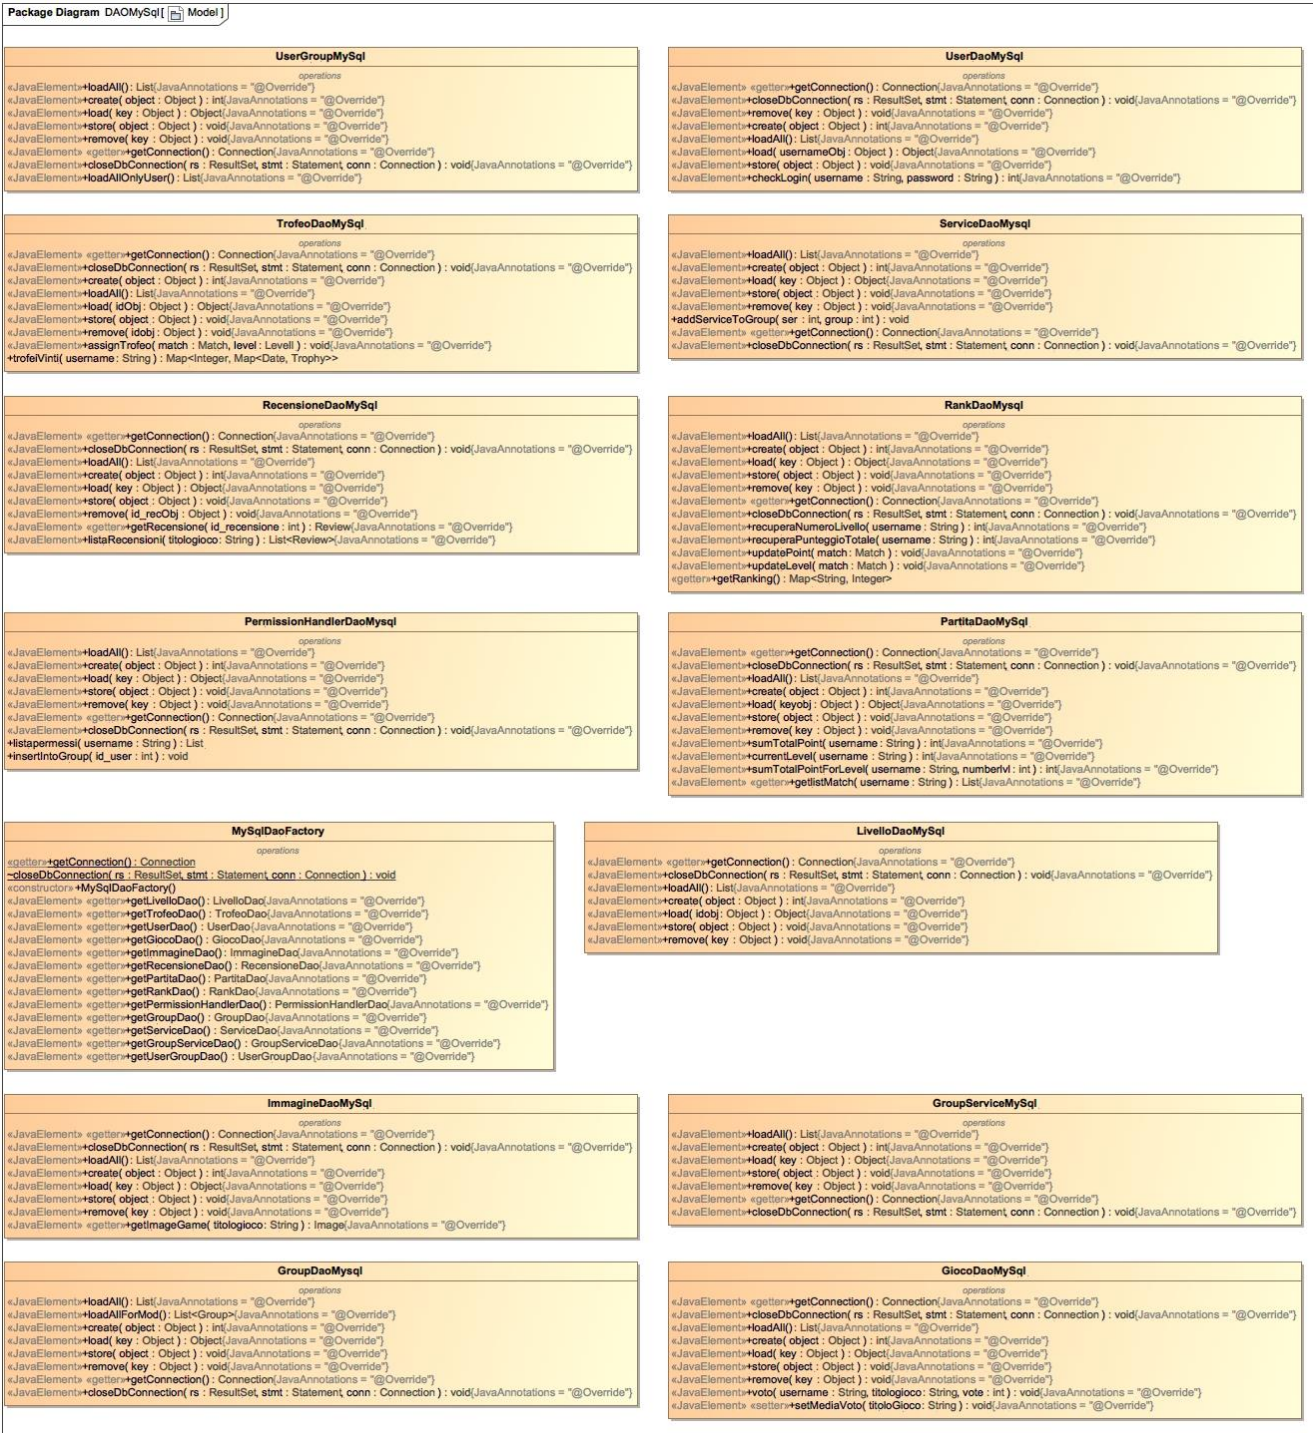 Package Diagram DAOMySql[ Model ]
UserGroupMySql
operations
«JavaElement»+loadAll() : List{JavaAnnotations = "@Override"}
«JavaElement»+create( object : Object ) : int{JavaAnnotations = "@Override"}
«JavaElement»+load( key : Object ) : Object{JavaAnnotations = "@Override"}
«JavaElement»+store( object : Object ) : void{JavaAnnotations = "@Override"}
«JavaElement»+remove( key : Object ) : void{JavaAnnotations = "@Override"}
«JavaElement» «getter»+getConnection() : Connection{JavaAnnotations = "@Override"}
«JavaElement»+closeDbConnection( rs : ResultSet, stmt : Statement, conn : Connection ) : void{JavaAnnotations = "@Override"}
«JavaElement»+loadAllOnlyUser() : List{JavaAnnotations = "@Override"}
UserDaoMySql
operations
«JavaElement» «getter»+getConnection() : Connection{JavaAnnotations = "@Override"}
«JavaElement»+closeDbConnection( rs : ResultSet, stmt : Statement, conn : Connection ) : void{JavaAnnotations = "@Override"}
«JavaElement»+remove( key : Object ) : void{JavaAnnotations = "@Override"}
«JavaElement»+create( object : Object ) : int{JavaAnnotations = "@Override"}
«JavaElement»+loadAll() : List{JavaAnnotations = "@Override"}
«JavaElement»+load( usernameObj : Object ) : Object{JavaAnnotations = "@Override"}
«JavaElement»+store( object : Object ) : void{JavaAnnotations = "@Override"}
«JavaElement»+checkLogin( username : String, password : String ) : int{JavaAnnotations = "@Override"}
TrofeoDaoMySql
operations
«JavaElement» «getter»+getConnection() : Connection{JavaAnnotations = "@Override"}
«JavaElement»+closeDbConnection( rs : ResultSet, stmt : Statement, conn : Connection ) : void{JavaAnnotations = "@Override"}
«JavaElement»+create( object : Object ) : int{JavaAnnotations = "@Override"}
«JavaElement»+loadAll() : List{JavaAnnotations = "@Override"}
«JavaElement»+load( idObj : Object ) : Object{JavaAnnotations = "@Override"}
«JavaElement»+store( object : Object ) : void{JavaAnnotations = "@Override"}
«JavaElement»+remove( idobj : Object ) : void{JavaAnnotations = "@Override"}
«JavaElement»+assignTrofeo( match : Match, level : Levell ) : void{JavaAnnotations = "@Override"}
+trofeiVinti( username : String ) : Map<Integer, Map<Date, Trophy>>
ServiceDaoMysql
operations
«JavaElement»+loadAll() : List{JavaAnnotations = "@Override"}
«JavaElement»+create( object : Object ) : int{JavaAnnotations = "@Override"}
«JavaElement»+load( key : Object ) : Object{JavaAnnotations = "@Override"}
«JavaElement»+store( object : Object ) : void{JavaAnnotations = "@Override"}
«JavaElement»+remove( key : Object ) : void{JavaAnnotations = "@Override"}
+addServiceToGroup( ser : int, group : int ) : void
«JavaElement» «getter»+getConnection() : Connection{JavaAnnotations = "@Override"}
«JavaElement»+closeDbConnection( rs : ResultSet, stmt : Statement, conn : Connection ) : void{JavaAnnotations = "@Override"}
RecensioneDaoMySql
operations
«JavaElement» «getter»+getConnection() : Connection{JavaAnnotations = "@Override"}
«JavaElement»+closeDbConnection( rs : ResultSet, stmt : Statement, conn : Connection ) : void{JavaAnnotations = "@Override"}
«JavaElement»+loadAll() : List{JavaAnnotations = "@Override"}
«JavaElement»+create( object : Object ) : int{JavaAnnotations = "@Override"}
«JavaElement»+load( key : Object ) : Object{JavaAnnotations = "@Override"}
«JavaElement»+store( object : Object ) : void{JavaAnnotations = "@Override"}
«JavaElement»+remove( id_recObj : Object ) : void{JavaAnnotations = "@Override"}
«JavaElement» «getter»+getRecensione( id_recensione : int ) : Review{JavaAnnotations = "@Override"}
«JavaElement»+listaRecensioni( titologioco : String ) : List<Review>{JavaAnnotations = "@Override"}
RankDaoMysql
operations
«JavaElement»+loadAll() : List{JavaAnnotations = "@Override"}
«JavaElement»+create( object : Object ) : int{JavaAnnotations = "@Override"}
«JavaElement»+load( key : Object ) : Object{JavaAnnotations = "@Override"}
«JavaElement»+store( object : Object ) : void{JavaAnnotations = "@Override"}
«JavaElement»+remove( key : Object ) : void{JavaAnnotations = "@Override"}
«JavaElement» «getter»+getConnection() : Connection{JavaAnnotations = "@Override"}
«JavaElement»+closeDbConnection( rs : ResultSet, stmt : Statement, conn : Connection ) : void{JavaAnnotations = "@Override"}
«JavaElement»+recuperaNumeroLivello( username : String ) : int{JavaAnnotations = "@Override"}
«JavaElement»+recuperaPunteggioTotale( username : String ) : int{JavaAnnotations = "@Override"}
«JavaElement»+updatePoint( match : Match ) : void{JavaAnnotations = "@Override"}
«JavaElement»+updateLevel( match : Match ) : void{JavaAnnotations = "@Override"}
«getter»+getRanking() : Map<String, Integer>
PermissionHandlerDaoMysql
operations
«JavaElement»+loadAll() : List{JavaAnnotations = "@Override"}
«JavaElement»+create( object : Object ) : int{JavaAnnotations = "@Override"}
«JavaElement»+load( key : Object ) : Object{JavaAnnotations = "@Override"}
«JavaElement»+store( object : Object ) : void{JavaAnnotations = "@Override"}
«JavaElement»+remove( key : Object ) : void{JavaAnnotations = "@Override"}
«JavaElement» «getter»+getConnection() : Connection{JavaAnnotations = "@Override"}
«JavaElement»+closeDbConnection( rs : ResultSet, stmt : Statement, conn : Connection ) : void{JavaAnnotations = "@Override"}
+listapermessi( username : String ) : List
+insertIntoGroup( id_user : int ) : void
PartitaDaoMySql
operations
«JavaElement» «getter»+getConnection() : Connection{JavaAnnotations = "@Override"}
«JavaElement»+closeDbConnection( rs : ResultSet, stmt : Statement, conn : Connection ) : void{JavaAnnotations = "@Override"}
«JavaElement»+loadAll() : List{JavaAnnotations = "@Override"}
«JavaElement»+create( object : Object ) : int{JavaAnnotations = "@Override"}
«JavaElement»+load( keyobj : Object ) : Object{JavaAnnotations = "@Override"}
«JavaElement»+store( object : Object ) : void{JavaAnnotations = "@Override"}
«JavaElement»+remove( key : Object ) : void{JavaAnnotations = "@Override"}
«JavaElement»+sumTotalPoint( username : String ) : int{JavaAnnotations = "@Override"}
«JavaElement»+currentLevel( username : String ) : int{JavaAnnotations = "@Override"}
«JavaElement»+sumTotalPointForLevel( username : String, numberlvl : int ) : int{JavaAnnotations = "@Override"}
«JavaElement» «getter»+getlistMatch( username : String ) : List{JavaAnnotations = "@Override"}
MySqlDaoFactory
operations
«getter»+getConnection() : Connection
~closeDbConnection( rs : ResultSet, stmt : Statement, conn : Connection ) : void
«constructor»+MySqlDaoFactory()
«JavaElement» «getter»+getLivelloDao() : LivelloDao{JavaAnnotations = "@Override"}
«JavaElement» «getter»+getTrofeoDao() : TrofeoDao{JavaAnnotations = "@Override"}
«JavaElement» «getter»+getUserDao() : UserDao{JavaAnnotations = "@Override"}
«JavaElement» «getter»+getGiocoDao() : GiocoDao{JavaAnnotations = "@Override"}
«JavaElement» «getter»+getImmagineDao() : ImmagineDao{JavaAnnotations = "@Override"}
«JavaElement» «getter»+getRecensioneDao() : RecensioneDao{JavaAnnotations = "@Override"}
«JavaElement» «getter»+getPartitaDao() : PartitaDao{JavaAnnotations = "@Override"}
«JavaElement» «getter»+getRankDao() : RankDao{JavaAnnotations = "@Override"}
«JavaElement» «getter»+getPermissionHandlerDao() : PermissionHandlerDao{JavaAnnotations = "@Override"}
«JavaElement» «getter»+getGroupDao() : GroupDao{JavaAnnotations = "@Override"}
«JavaElement» «getter»+getServiceDao() : ServiceDao{JavaAnnotations = "@Override"}
«JavaElement» «getter»+getGroupServiceDao() : GroupServiceDao{JavaAnnotations = "@Override"}
«JavaElement» «getter»+getUserGroupDao() : UserGroupDao{JavaAnnotations = "@Override"}
LivelloDaoMySql
operations
«JavaElement» «getter»+getConnection() : Connection{JavaAnnotations = "@Override"}
«JavaElement»+closeDbConnection( rs : ResultSet, stmt : Statement, conn : Connection ) : void{JavaAnnotations = "@Override"}
«JavaElement»+loadAll() : List{JavaAnnotations = "@Override"}
«JavaElement»+create( object : Object ) : int{JavaAnnotations = "@Override"}
«JavaElement»+load( idobj : Object ) : Object{JavaAnnotations = "@Override"}
«JavaElement»+store( object : Object ) : void{JavaAnnotations = "@Override"}
«JavaElement»+remove( key : Object ) : void{JavaAnnotations = "@Override"}
ImmagineDaoMySql
operations
«JavaElement» «getter»+getConnection() : Connection{JavaAnnotations = "@Override"}
«JavaElement»+closeDbConnection( rs : ResultSet, stmt : Statement, conn : Connection ) : void{JavaAnnotations = "@Override"}
«JavaElement»+loadAll() : List{JavaAnnotations = "@Override"}
«JavaElement»+create( object : Object ) : int{JavaAnnotations = "@Override"}
«JavaElement»+load( key : Object ) : Object{JavaAnnotations = "@Override"}
«JavaElement»+store( object : Object ) : void{JavaAnnotations = "@Override"}
«JavaElement»+remove( key : Object ) : void{JavaAnnotations = "@Override"}
«JavaElement» «getter»+getImageGame( titologioco : String ) : Image{JavaAnnotations = "@Override"}
GroupServiceMySql
operations
«JavaElement»+loadAll() : List{JavaAnnotations = "@Override"}
«JavaElement»+create( object : Object ) : int{JavaAnnotations = "@Override"}
«JavaElement»+load( key : Object ) : Object{JavaAnnotations = "@Override"}
«JavaElement»+store( object : Object ) : void{JavaAnnotations = "@Override"}
«JavaElement»+remove( key : Object ) : void{JavaAnnotations = "@Override"}
«JavaElement» «getter»+getConnection() : Connection{JavaAnnotations = "@Override"}
«JavaElement»+closeDbConnection( rs : ResultSet, stmt : Statement, conn : Connection ) : void{JavaAnnotations = "@Override"}
GroupDaoMysql
operations
«JavaElement»+loadAll() : List{JavaAnnotations = "@Override"}
«JavaElement»+loadAllForMod() : List<Group>{JavaAnnotations = "@Override"}
«JavaElement»+create( object : Object ) : int{JavaAnnotations = "@Override"}
«JavaElement»+load( key : Object ) : Object{JavaAnnotations = "@Override"}
«JavaElement»+store( object : Object ) : void{JavaAnnotations = "@Override"}
«JavaElement»+remove( key : Object ) : void{JavaAnnotations = "@Override"}
«JavaElement» «getter»+getConnection() : Connection{JavaAnnotations = "@Override"}
«JavaElement»+closeDbConnection( rs : ResultSet, stmt : Statement, conn : Connection ) : void{JavaAnnotations = "@Override"}
GiocoDaoMySql
operations
«JavaElement» «getter»+getConnection() : Connection{JavaAnnotations = "@Override"}
«JavaElement»+closeDbConnection( rs : ResultSet, stmt : Statement, conn : Connection ) : void{JavaAnnotations = "@Override"}
«JavaElement»+loadAll() : List{JavaAnnotations = "@Override"}
«JavaElement»+create( object : Object ) : int{JavaAnnotations = "@Override"}
«JavaElement»+load( key : Object ) : Object{JavaAnnotations = "@Override"}
«JavaElement»+store( object : Object ) : void{JavaAnnotations = "@Override"}
«JavaElement»+remove( key : Object ) : void{JavaAnnotations = "@Override"}
«JavaElement»+voto( username : String, titologioco : String, vote : int ) : void{JavaAnnotations = "@Override"}
«JavaElement» «setter»+setMediaVoto( titoloGioco : String ) : void{JavaAnnotations = "@Override"}